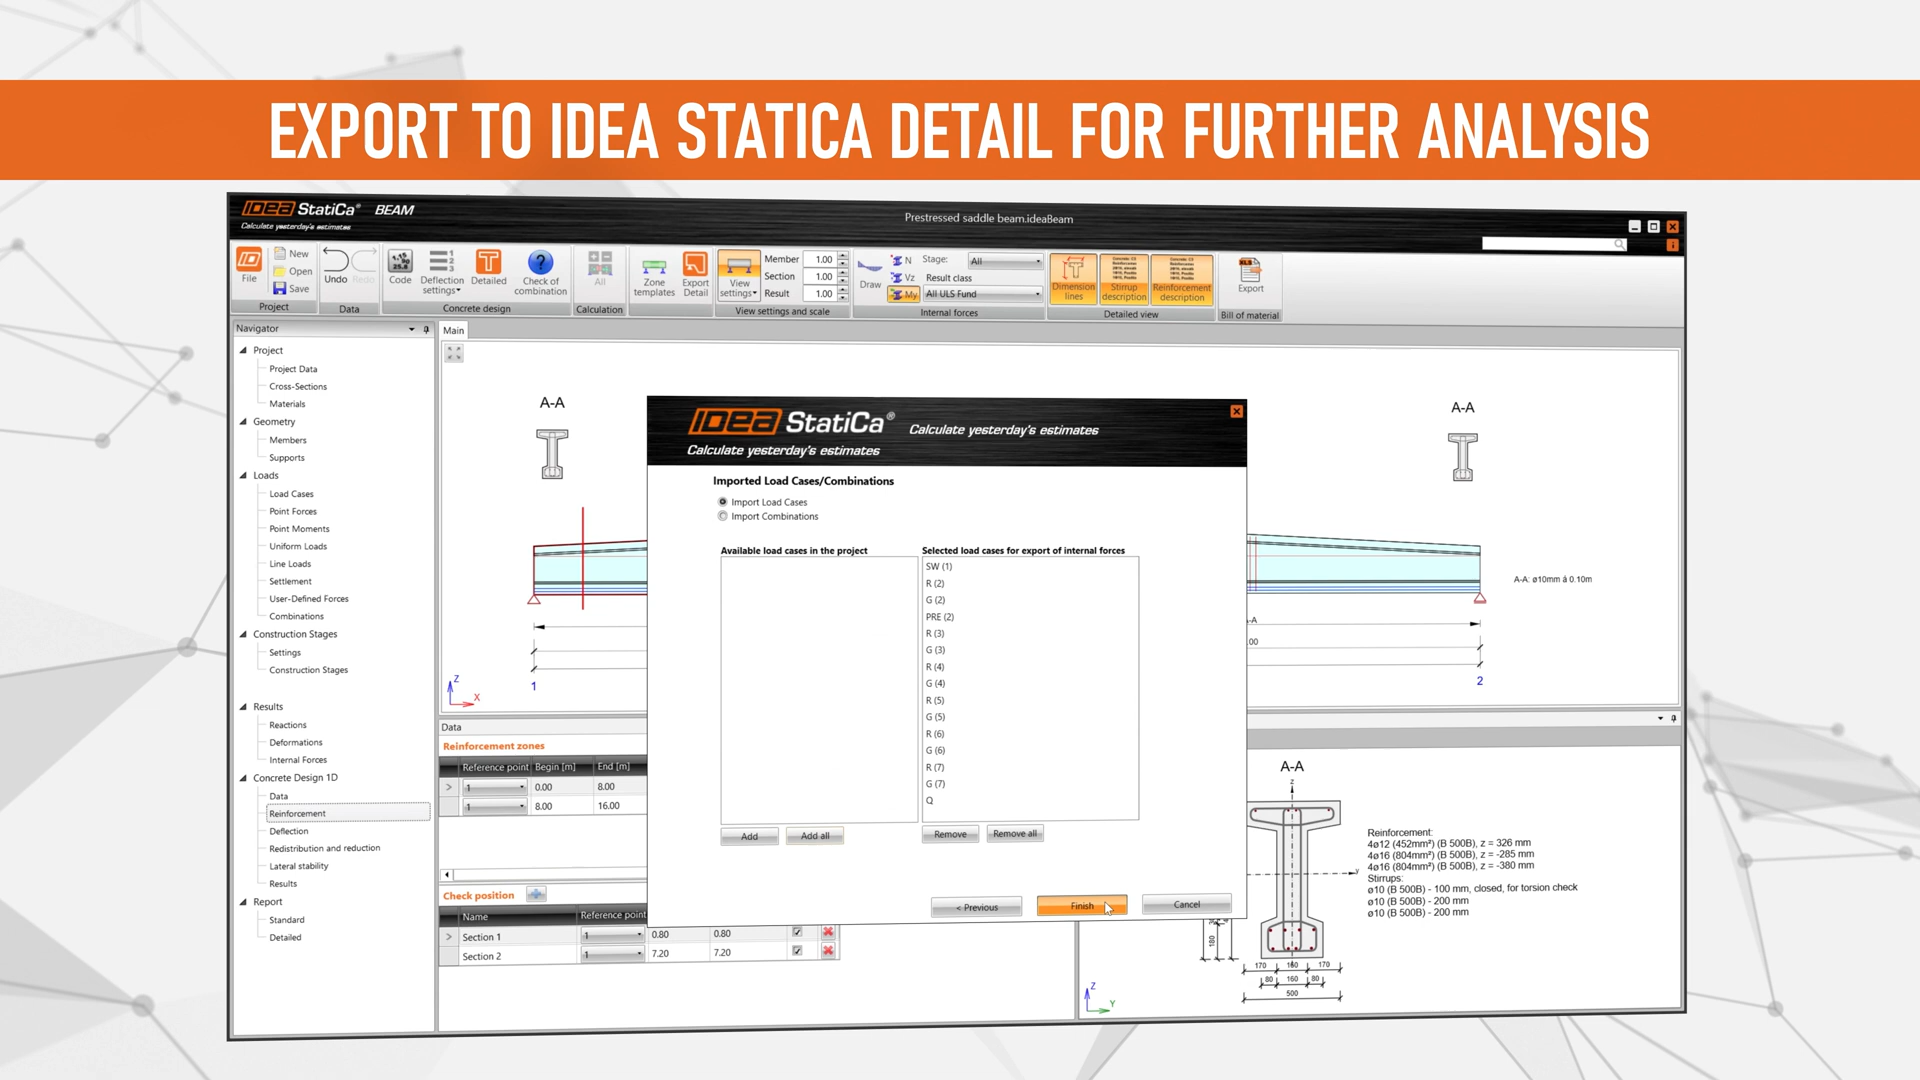 EXPORT TO IDEA STATICA DETAIL FOR FURTHER ANALYSIS
IDEA StatiCa® BEAM
Calculate yesterday's estimates
Prestressed saddle beam.ideaBeam
File
New
Open
Save
Project
Undo Redo
Data
Code
Deflection settings
Detailed
Check of combination
Concrete design
All
Calculation
Zone templates
Export Detail
View settings
Member 1.00
Section 1.00
Result 1.00
View settings and scale
Draw
N
Vz
My
Stage: All
Result class
All ULS Fund
Internal forces
Dimension lines
Stirrup description
Reinforcement description
Detailed view
XLS
Export
Bill of material
Navigator
Project
Project Data
Cross-Sections
Materials
Geometry
Members
Supports
Loads
Load Cases
Point Forces
Point Moments
Uniform Loads
Line Loads
Settlement
User-Defined Forces
Combinations
Construction Stages
Settings
Construction Stages
Results
Reactions
Deformations
Internal Forces
Concrete Design 1D
Data
Reinforcement
Deflection
Redistribution and reduction
Lateral stability
Results
Report
Standard
Detailed
Main
A-A
A-A
A-A: ø10mm á 0.10m
-A
.00
Z
X
1
2
IDEA StatiCa®
Calculate yesterday's estimates
Calculate yesterday's estimates
Imported Load Cases/Combinations
Import Load Cases
Import Combinations
Available load cases in the project
Selected load cases for export of internal forces
SW (1)
R (2)
G (2)
PRE (2)
R (3)
G (3)
R (4)
G (4)
R (5)
G (5)
R (6)
G (6)
R (7)
G (7)
Q
Add
Add all
Remove
Remove all
< Previous
Finish
Cancel
Data
Reinforcement zones
Reference point Begin [m] End [m]
1 0.00 8.00
1 8.00 16.00
Check position
Name Reference point
Section 1 1 0.80 0.80
Section 2 1 7.20 7.20
A-A
z
y
180
170 160 170
80 160 80
500
Z
Y
Reinforcement:
4ø12 (452mm²) (B 500B), z = 326 mm
4ø16 (804mm²) (B 500B), z = -285 mm
4ø16 (804mm²) (B 500B), z = -380 mm
Stirrups:
ø10 (B 500B) - 100 mm, closed, for torsion check
ø10 (B 500B) - 200 mm
ø10 (B 500B) - 200 mm